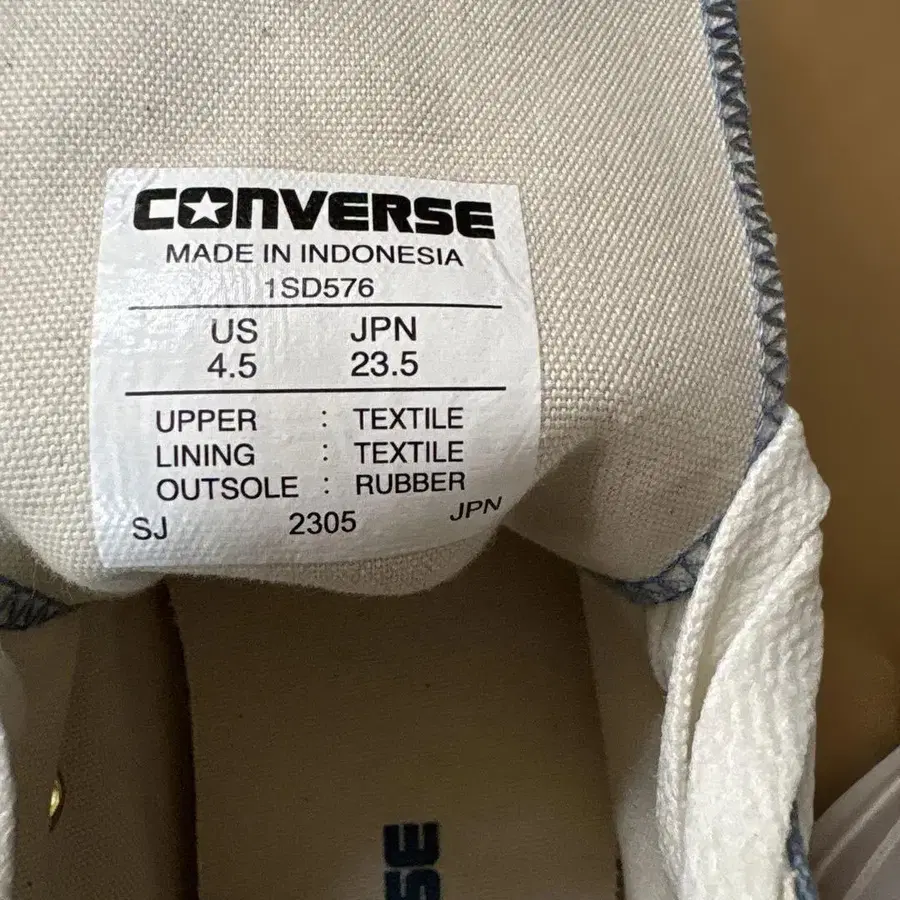 CONVERSE
MADE IN INDONESIA
1SD576
US JPN
4.5 23.5
UPPER : TEXTILE
LINING : TEXTILE
OUTSOLE : RUBBER
SJ 2305 JPN
SE